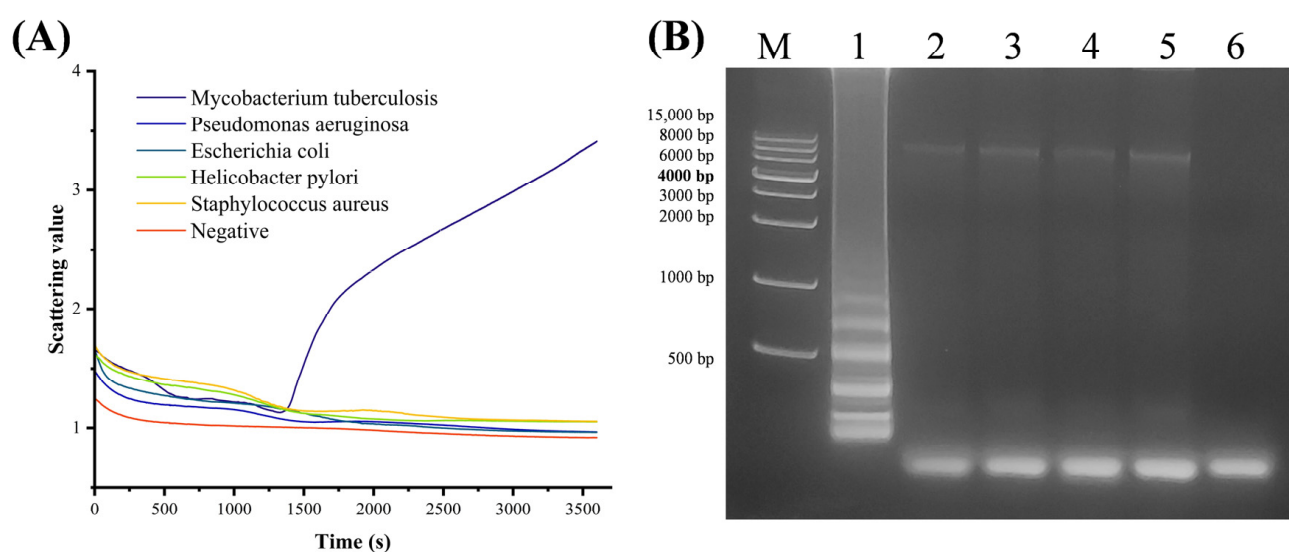 (A)
4
3
2
1
Scattering value
Mycobacterium tuberculosis
Pseudomonas aeruginosa
Escherichia coli
Helicobacter pylori
Staphylococcus aureus
Negative
0 500 1000 1500 2000 2500 3000 3500
Time (s)
(B)
M 1 2 3 4 5 6
15,000 bp
8000 bp
6000 bp
4000 bp
3000 bp
2000 bp
1000 bp
500 bp